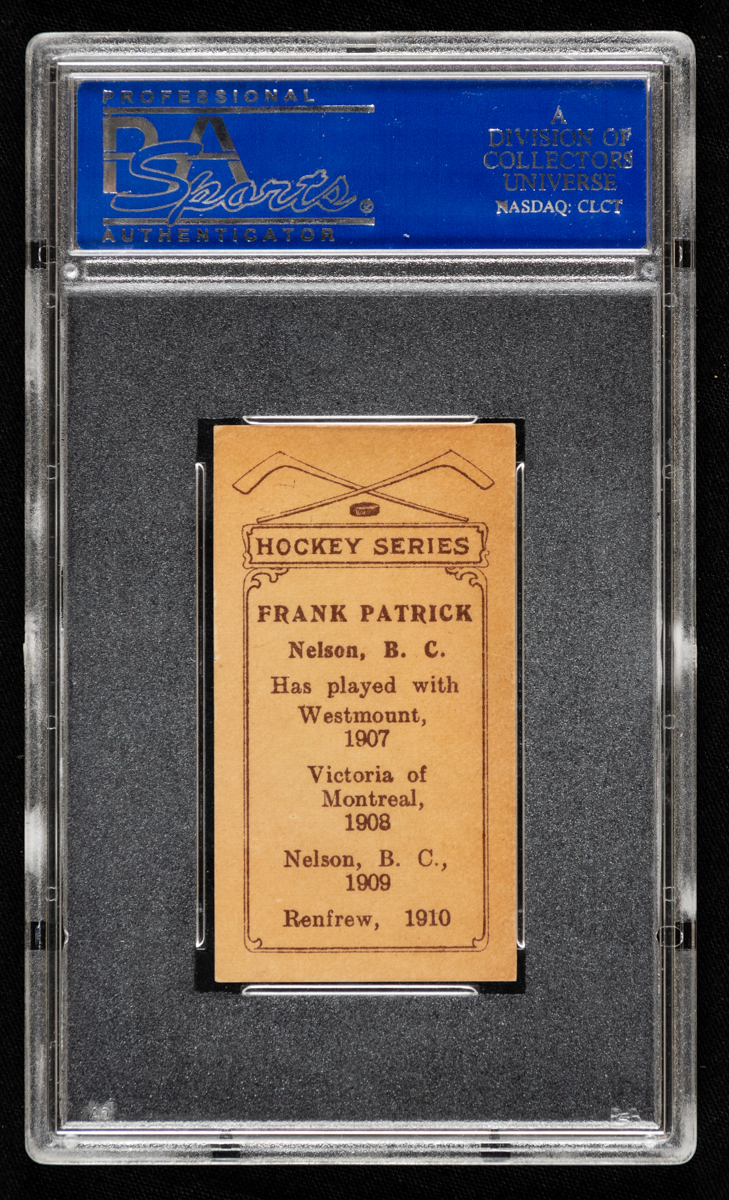 PROFESSIONAL
PSA
Sports®
AUTHENTICATOR
A
DIVISION OF
COLLECTORS
UNIVERSE
NASDAQ: CLCT
HOCKEY SERIES
FRANK PATRICK
Nelson, B. C.
Has played with
Westmount,
1907
Victoria of
Montreal,
1908
Nelson, B. C.,
1909
Renfrew, 1910
PSA